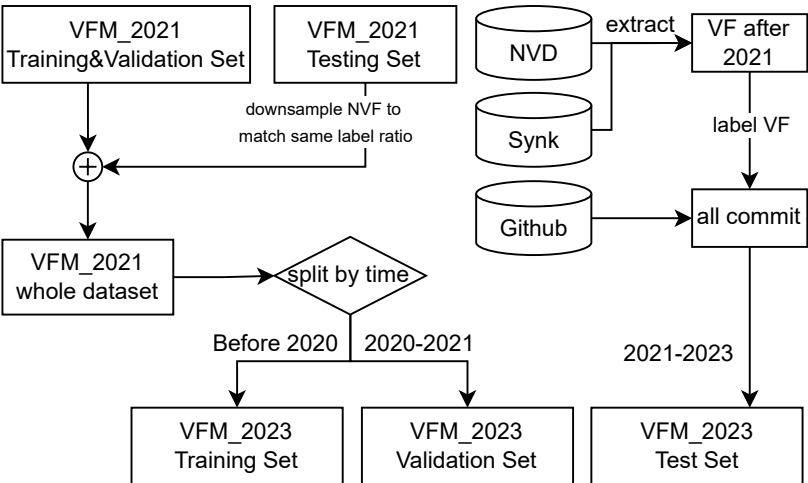 VFM_2021
Training&Validation Set
VFM_2021
Testing Set
downsample NVF to
match same label ratio
NVD
Synk
Github
extract
VF after
2021
label VF
all commit
VFM_2021
whole dataset
split by time
Before 2020
2020-2021
2021-2023
VFM_2023
Training Set
VFM_2023
Validation Set
VFM_2023
Test Set